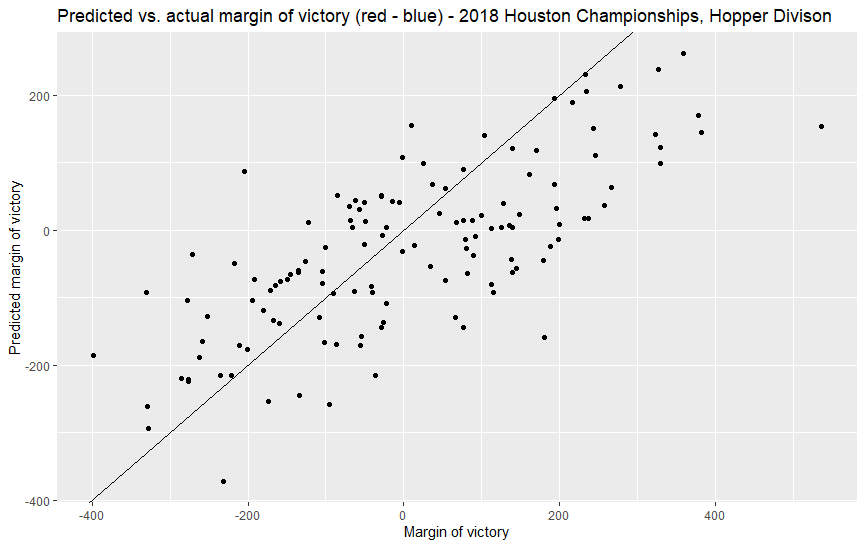 Predicted vs. actual margin of victory (red - blue) - 2018 Houston Championships, Hopper Divison
Predicted margin of victory
200
0
-200
-400
-400 -200 0 200 400
Margin of victory